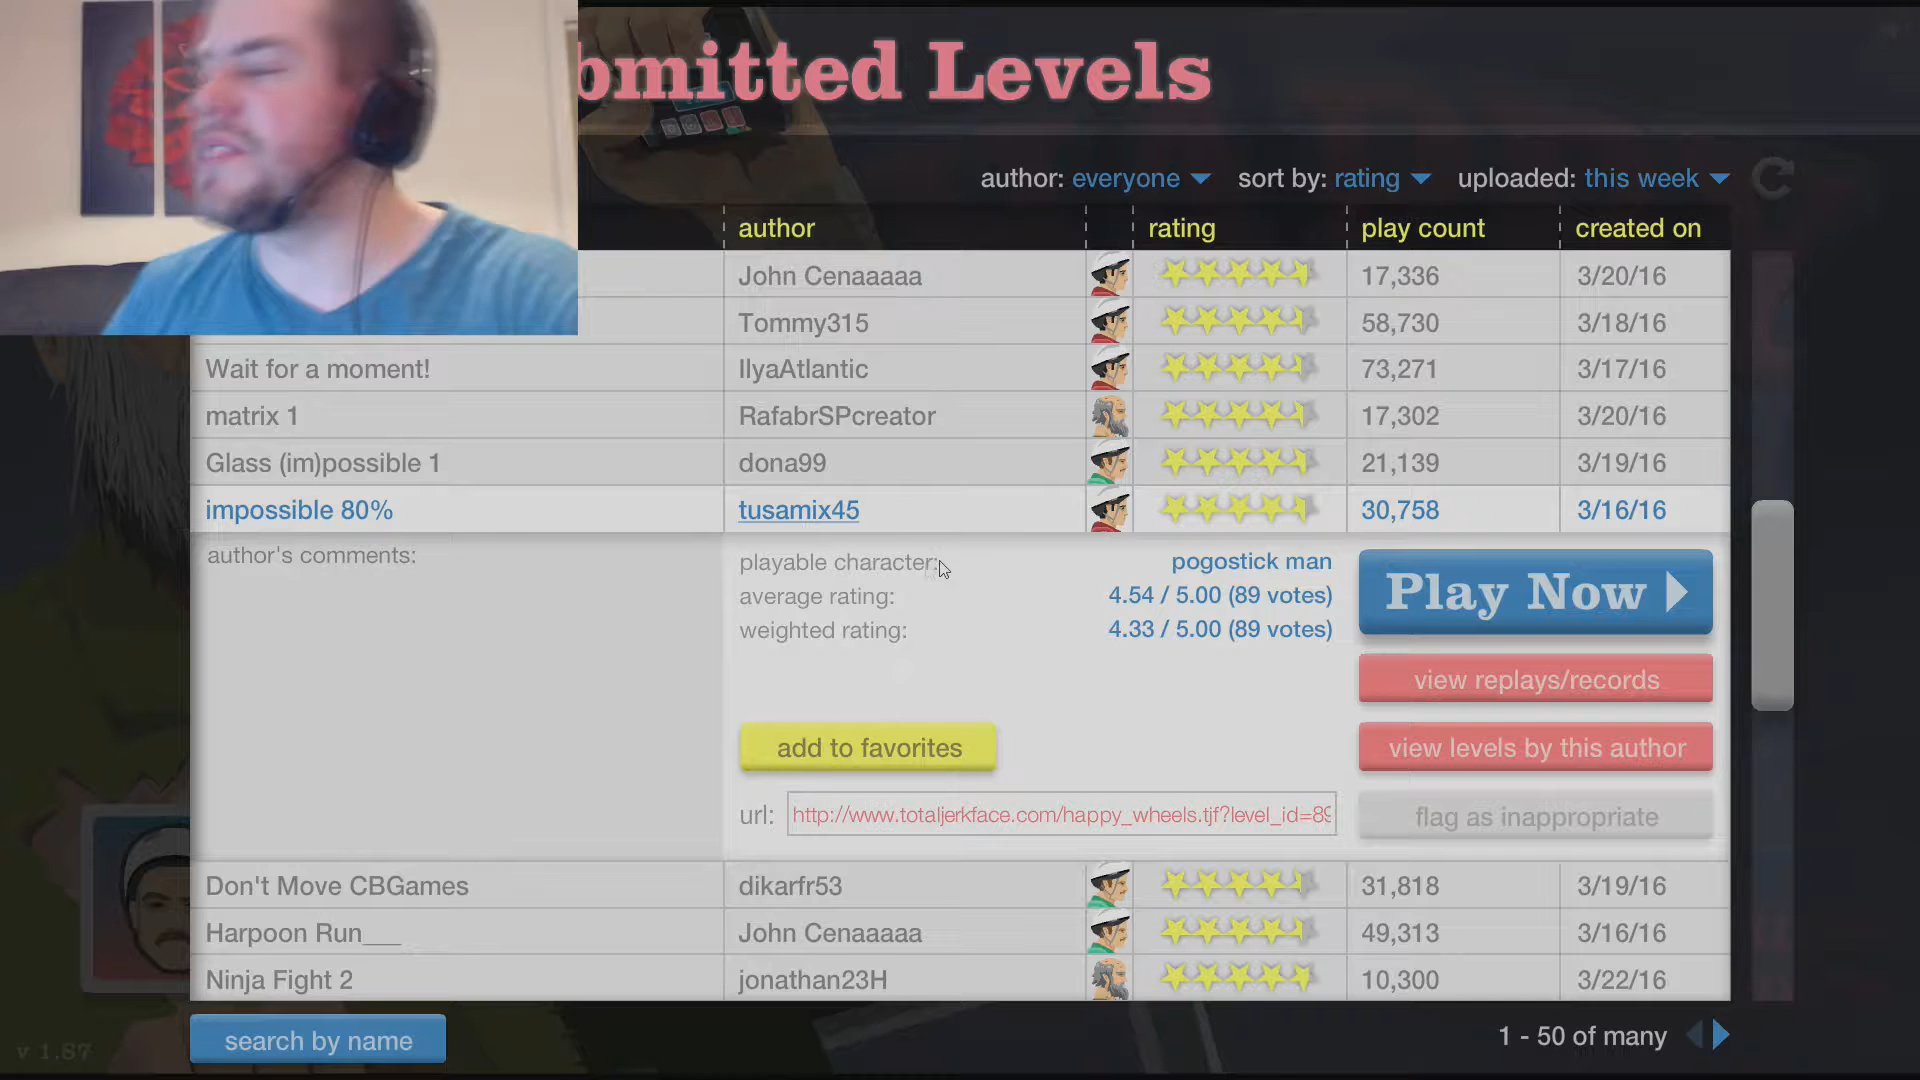 bmitted Levels
author: everyone sort by: rating uploaded: this week
author rating play count created on
John Cenaaaaa 17,336 3/20/16
Tommy315 58,730 3/18/16
Wait for a moment! IlyaAtlantic 73,271 3/17/16
matrix 1 RafabrSPcreator 17,302 3/20/16
Glass (im)possible 1 dona99 21,139 3/19/16
impossible 80% tusamix45 30,758 3/16/16
author's comments: playable character: pogostick man Play Now
average rating: 4.54 / 5.00 (89 votes)
weighted rating: 4.33 / 5.00 (89 votes)
view replays/records
add to favorites view levels by this author
url: http://www.totaljerkface.com/happy_wheels.tjf?level_id=89 flag as inappropriate
Don't Move CBGames dikarfr53 31,818 3/19/16
Harpoon Run___ John Cenaaaaa 49,313 3/16/16
Ninja Fight 2 jonathan23H 10,300 3/22/16
search by name 1 - 50 of many
v 1.87